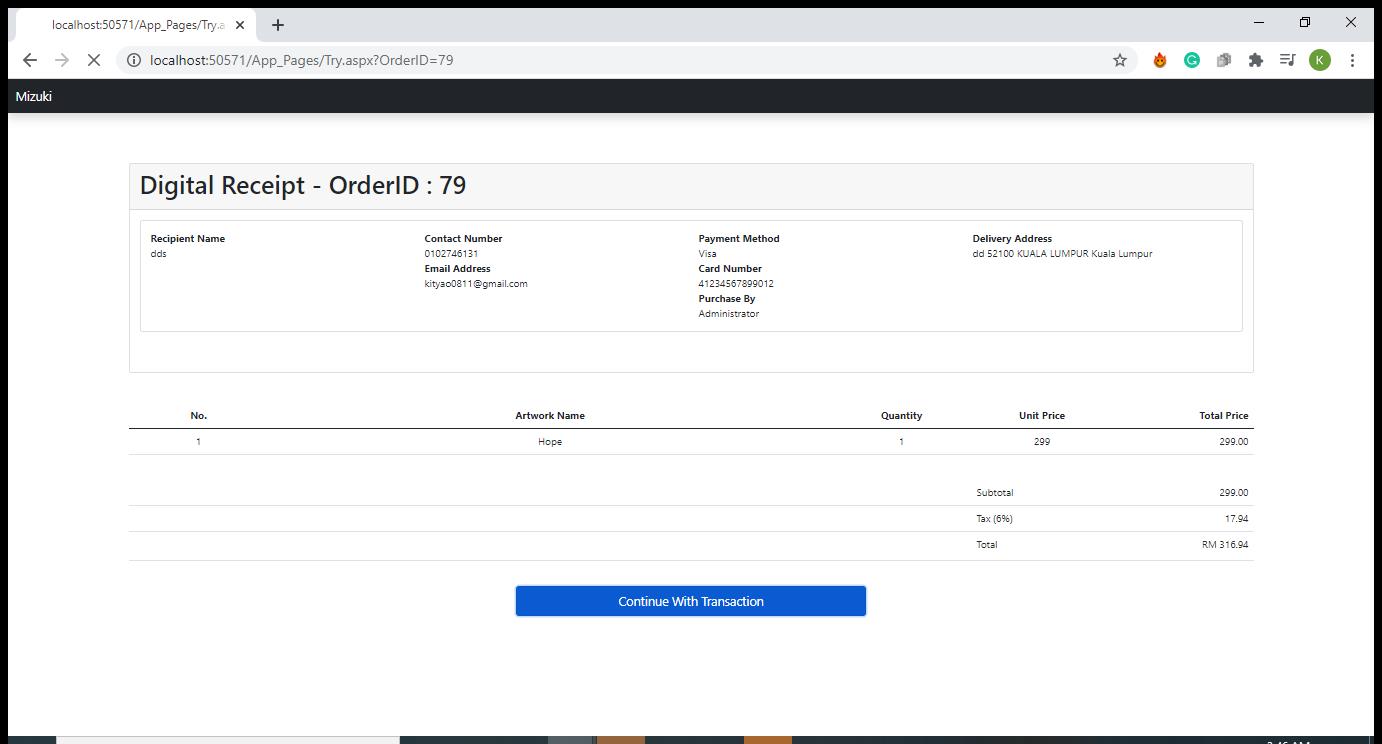 localhost:50571/App_Pages/Try.a
localhost:50571/App_Pages/Try.aspx?OrderID=79
K
Mizuki
Digital Receipt - OrderID : 79
Recipient Name
dds
Contact Number
0102746131
Email Address
kityao0811@gmail.com
Payment Method
Visa
Card Number
41234567899012
Purchase By
Administrator
Delivery Address
dd 52100 KUALA LUMPUR Kuala Lumpur
No. Artwork Name Quantity Unit Price Total Price
1 Hope 1 299 299.00
Subtotal 299.00
Tax (6%) 17.94
Total RM 316.94
Continue With Transaction